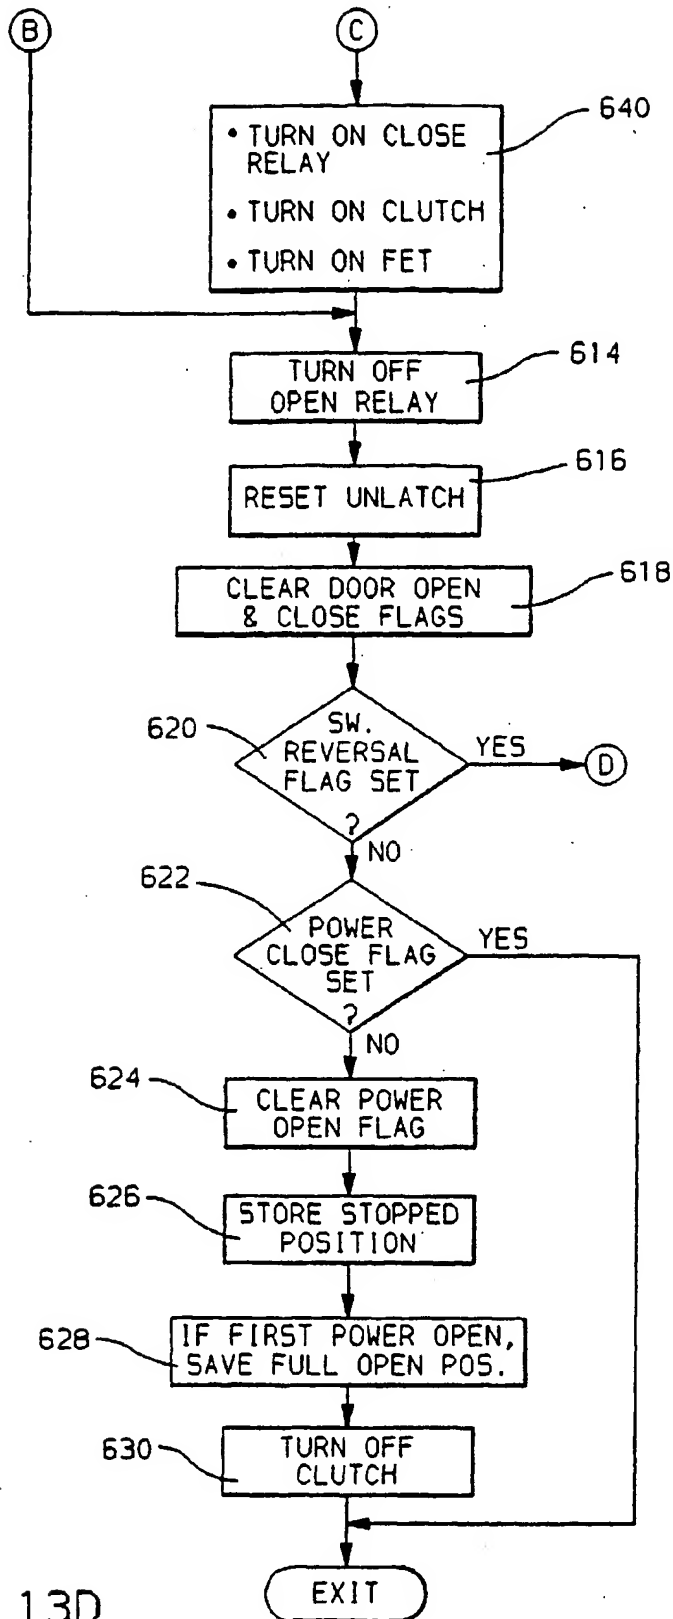 B
C
640
• TURN ON CLOSE
RELAY
• TURN ON CLUTCH
• TURN ON FET
614
TURN OFF
OPEN RELAY
616
RESET UNLATCH
618
CLEAR DOOR OPEN
& CLOSE FLAGS
620
SW.
REVERSAL
FLAG SET
?
YES
D
NO
622
POWER
CLOSE FLAG
SET
?
YES
NO
624
CLEAR POWER
OPEN FLAG
626
STORE STOPPED
POSITION
628
IF FIRST POWER OPEN,
SAVE FULL OPEN POS.
630
TURN OFF
CLUTCH
EXIT
13D